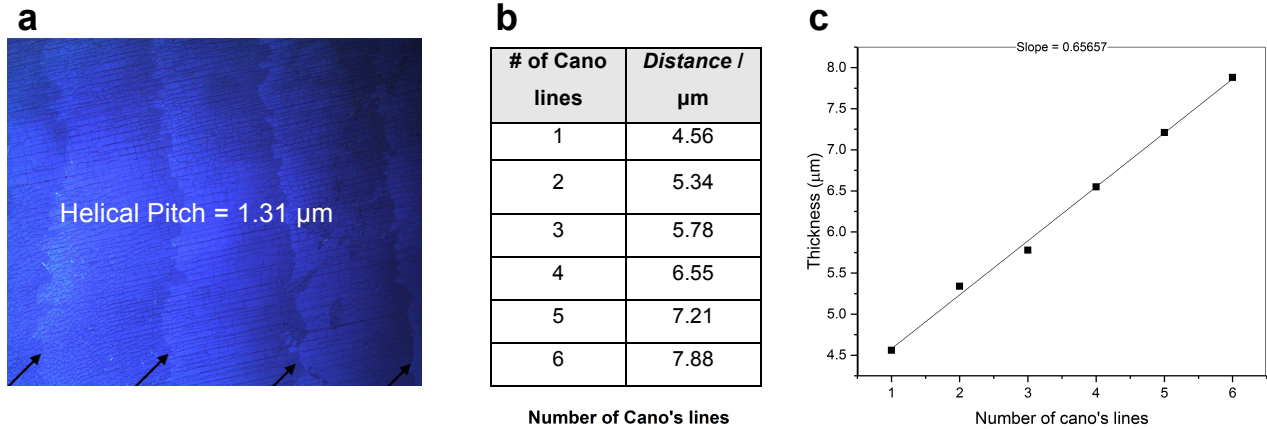 a
Helical Pitch = 1.31 µm
b
# of Cano lines	Distance / µm
1	4.56
2	5.34
3	5.78
4	6.55
5	7.21
6	7.88
Number of Cano's lines
c
Slope = 0.65657
Thickness (µm)
8.0
7.5
7.0
6.5
6.0
5.5
5.0
4.5
1 2 3 4 5 6
Number of cano's lines